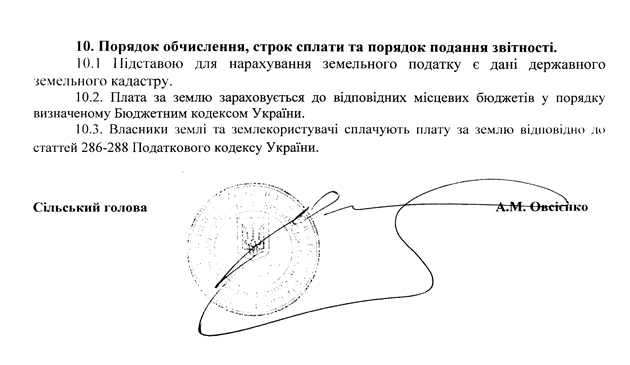 10. Порядок обчислення, строк сплати та порядок подання звітності.
10.1 Підставою для нарахування земельного податку є дані державного
земельного кадастру.
10.2. Плата за землю зараховується до відповідних місцевих бюджетів у порядку
визначеному Бюджетним кодексом України.
10.3. Власники землі та землекористувачі сплачують плату за землю відповідно до
статтей 286-288 Податкового кодексу України.
Сільський голова А.М. Овсієнко